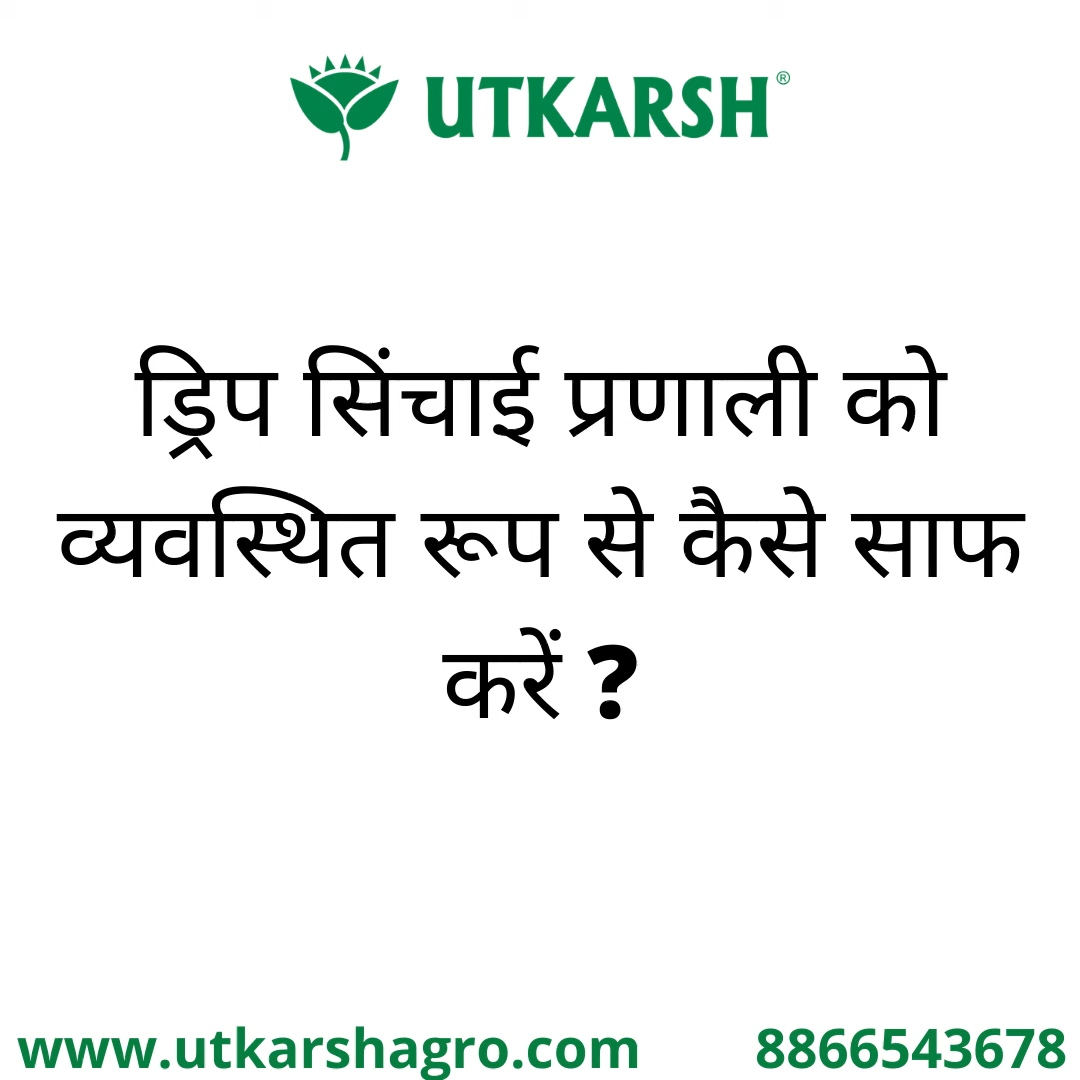 UTKARSH®
ड्रिप सिंचाई प्रणाली को
व्यवस्थित रूप से कैसे साफ
करें ?
www.utkarshagro.com 8866543678